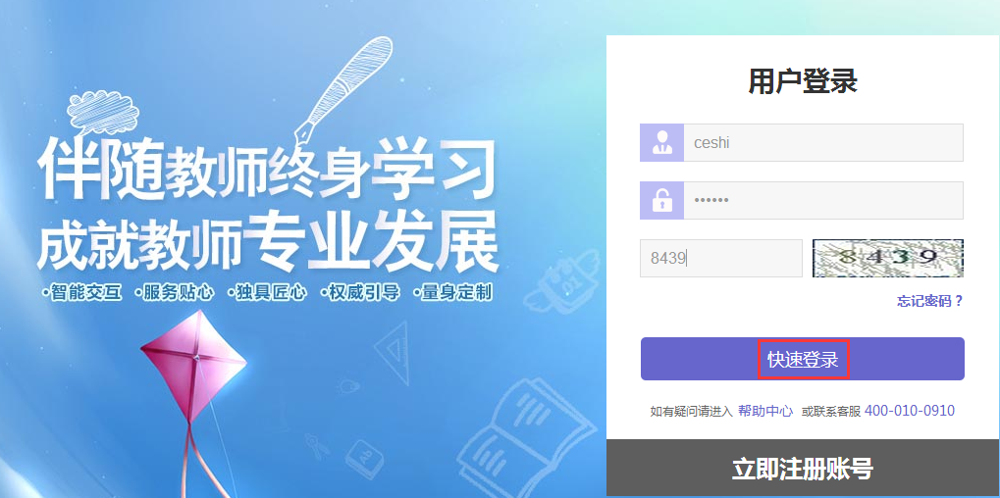 伴随教师终身学习
成就教师专业发展
·智能交互 ·服务贴心 ·独具匠心 ·权威引导 ·量身定制
用户登录
ceshi
••••••
8439
8439
忘记密码？
快速登录
如有疑问请进入 帮助中心 或联系客服 400-010-0910
立即注册账号